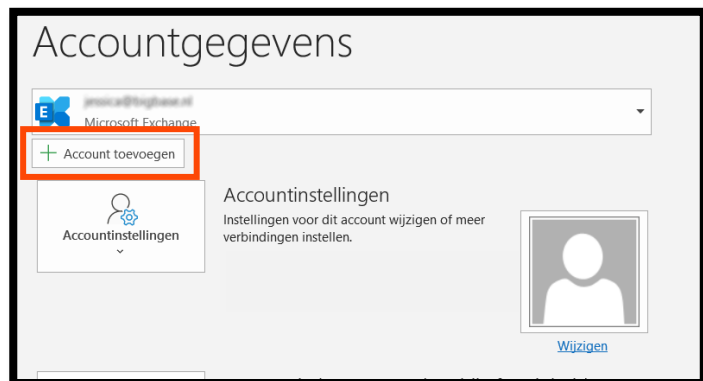 Accountgegevens
E
Microsoft Exchange
+ Account toevoegen
Accountinstellingen
Accountinstellingen
Instellingen voor dit account wijzigen of meer
verbindingen instellen.
Wijzigen